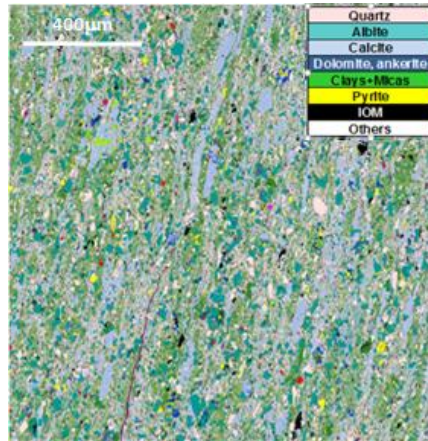 400µm
Quartz
Albite
Calcite
Dolomite, ankerite
Clays+Micas
Pyrite
IOM
Others